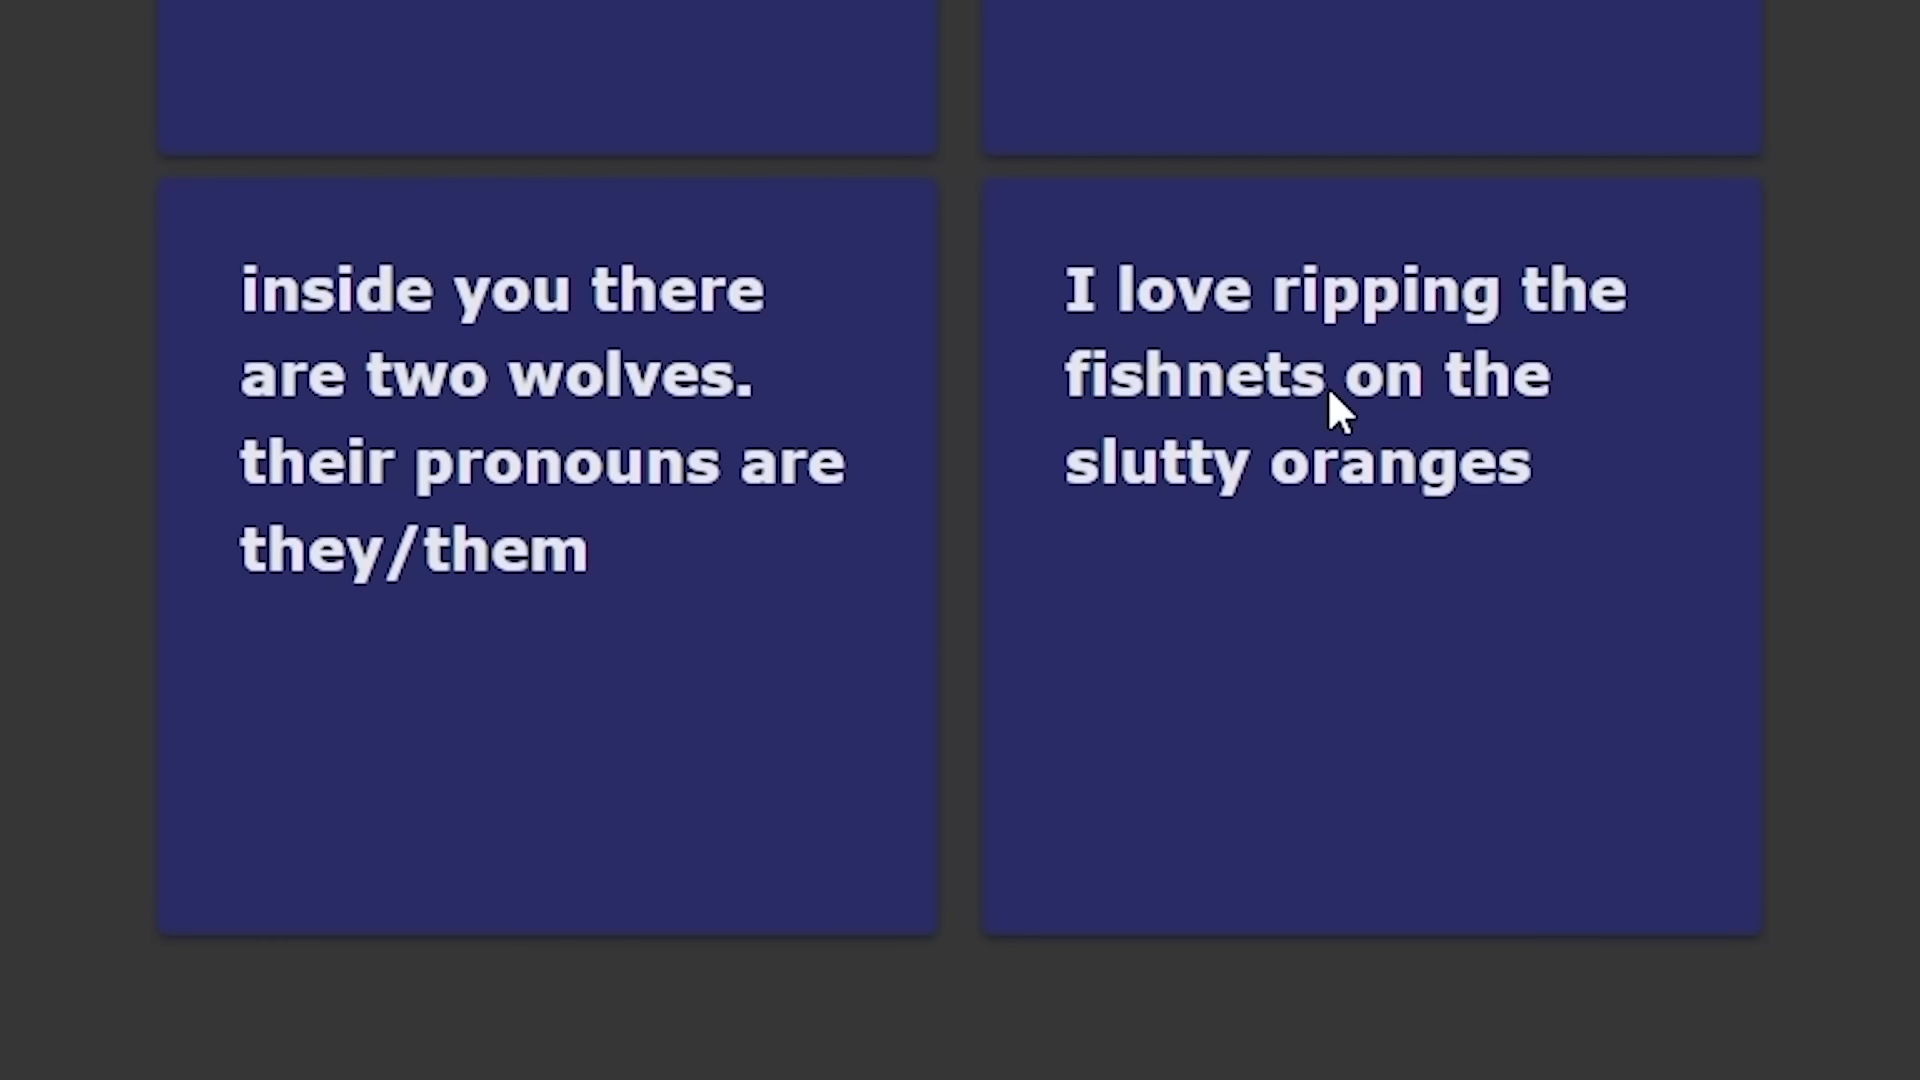 inside you there
are two wolves.
their pronouns are
they/them
I love ripping the
fishnets on the
slutty oranges